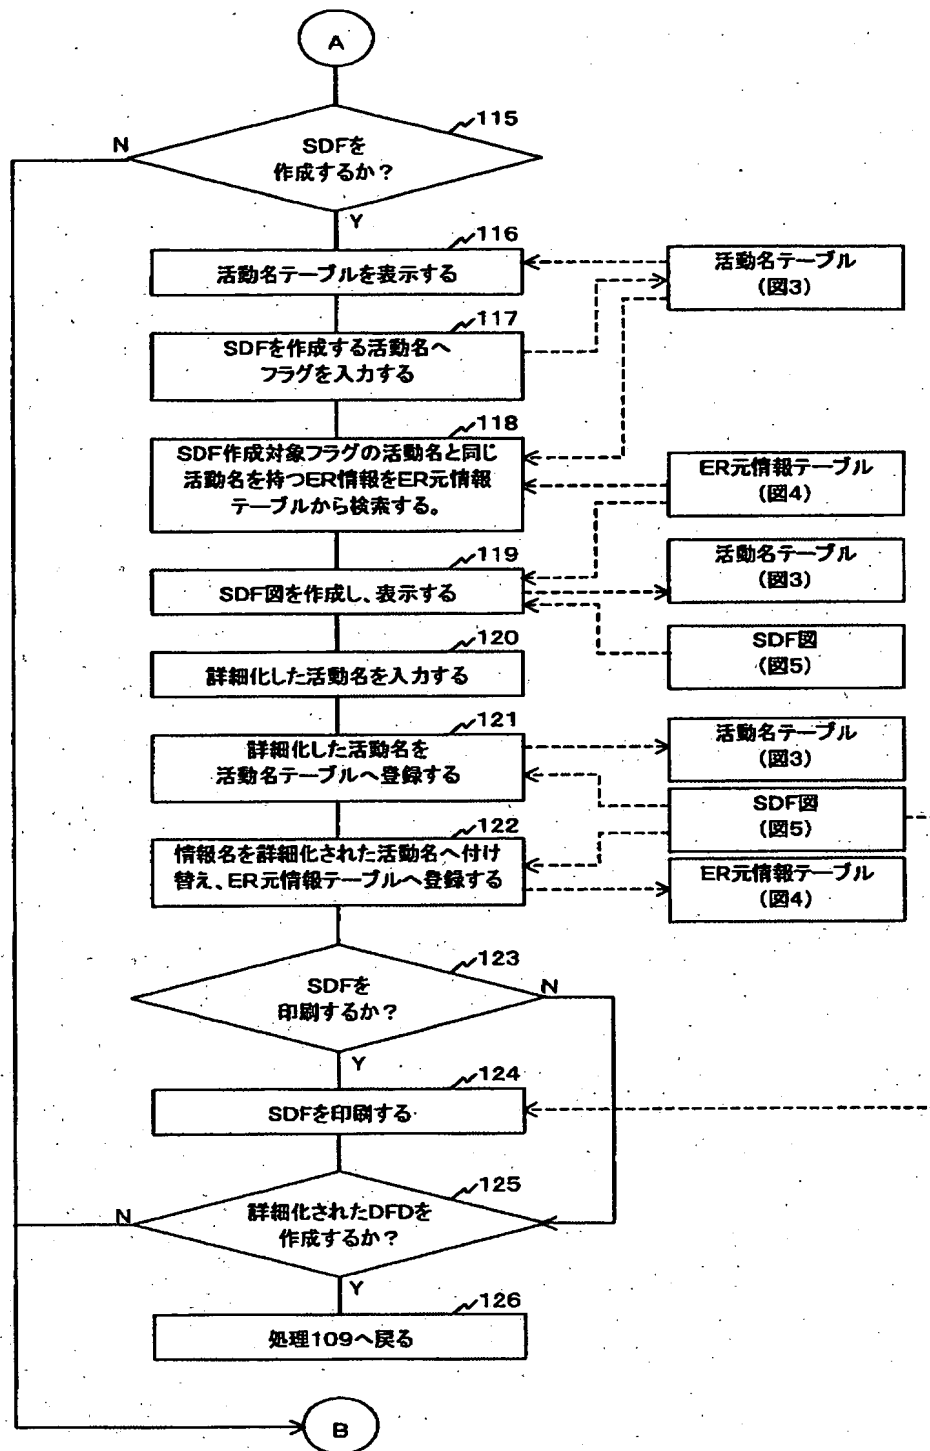 A
115
N
SDFを
作成するか?
Y
116
活動名テーブルを表示する
活動名テーブル
(図3)
117
SDFを作成する活動名へ
フラグを入力する
118
SDF作成対象フラグの活動名と同じ
活動名を持つER情報をER元情報
テーブルから検索する。
ER元情報テーブル
(図4)
119
SDF図を作成し、表示する
活動名テーブル
(図3)
SDF図
(図5)
120
詳細化した活動名を入力する
121
詳細化した活動名を
活動名テーブルへ登録する
活動名テーブル
(図3)
SDF図
(図5)
122
情報名を詳細化された活動名へ付け
替え、ER元情報テーブルへ登録する
ER元情報テーブル
(図4)
123
SDFを
印刷するか?
N
Y
124
SDFを印刷する
125
N
詳細化されたDFDを
作成するか?
Y
126
処理109へ戻る
B